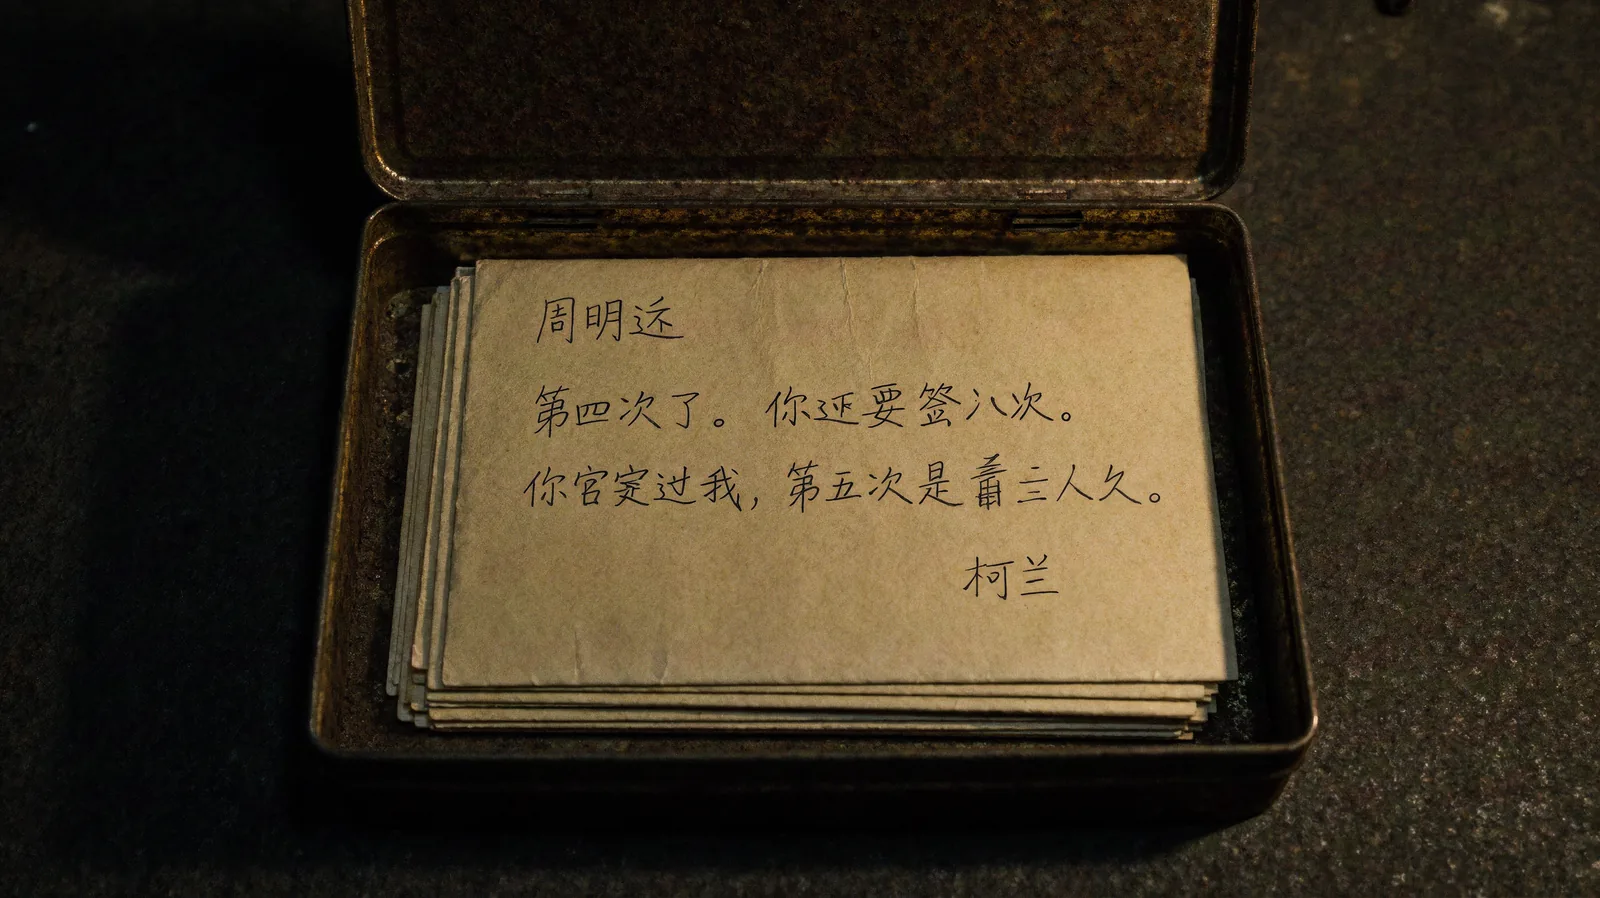 周明
第四次了。你还要签八次。
你官定过我，第五次是三人久。
柯兰